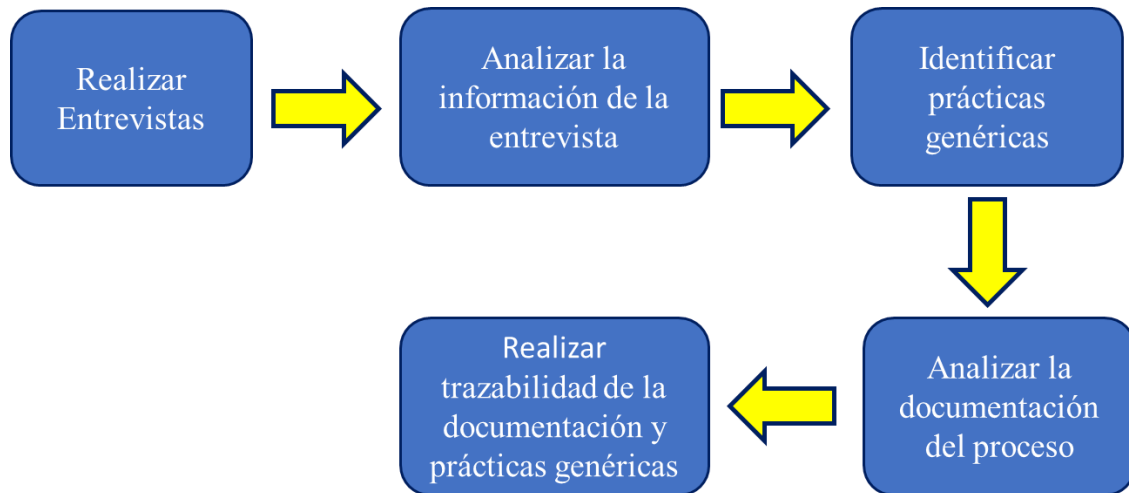 Realizar
Entrevistas
Analizar la
información de la
entrevista
Identificar
prácticas
genéricas
Analizar la
documentación
del proceso
Realizar
trazabilidad de la
documentación y
prácticas genéricas